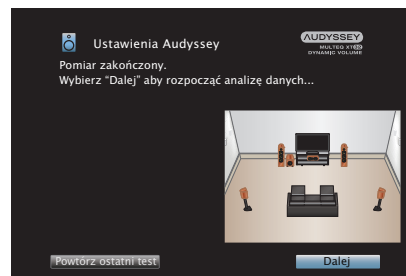 Ustawienia Audyssey
AUDYSSEY
MULTEQ XT32
DYNAMIC VOLUME
Pomiar zakończony.
Wybierz “Dalej” aby rozpocząć analizę danych...
Powtórz ostatni test
Dalej